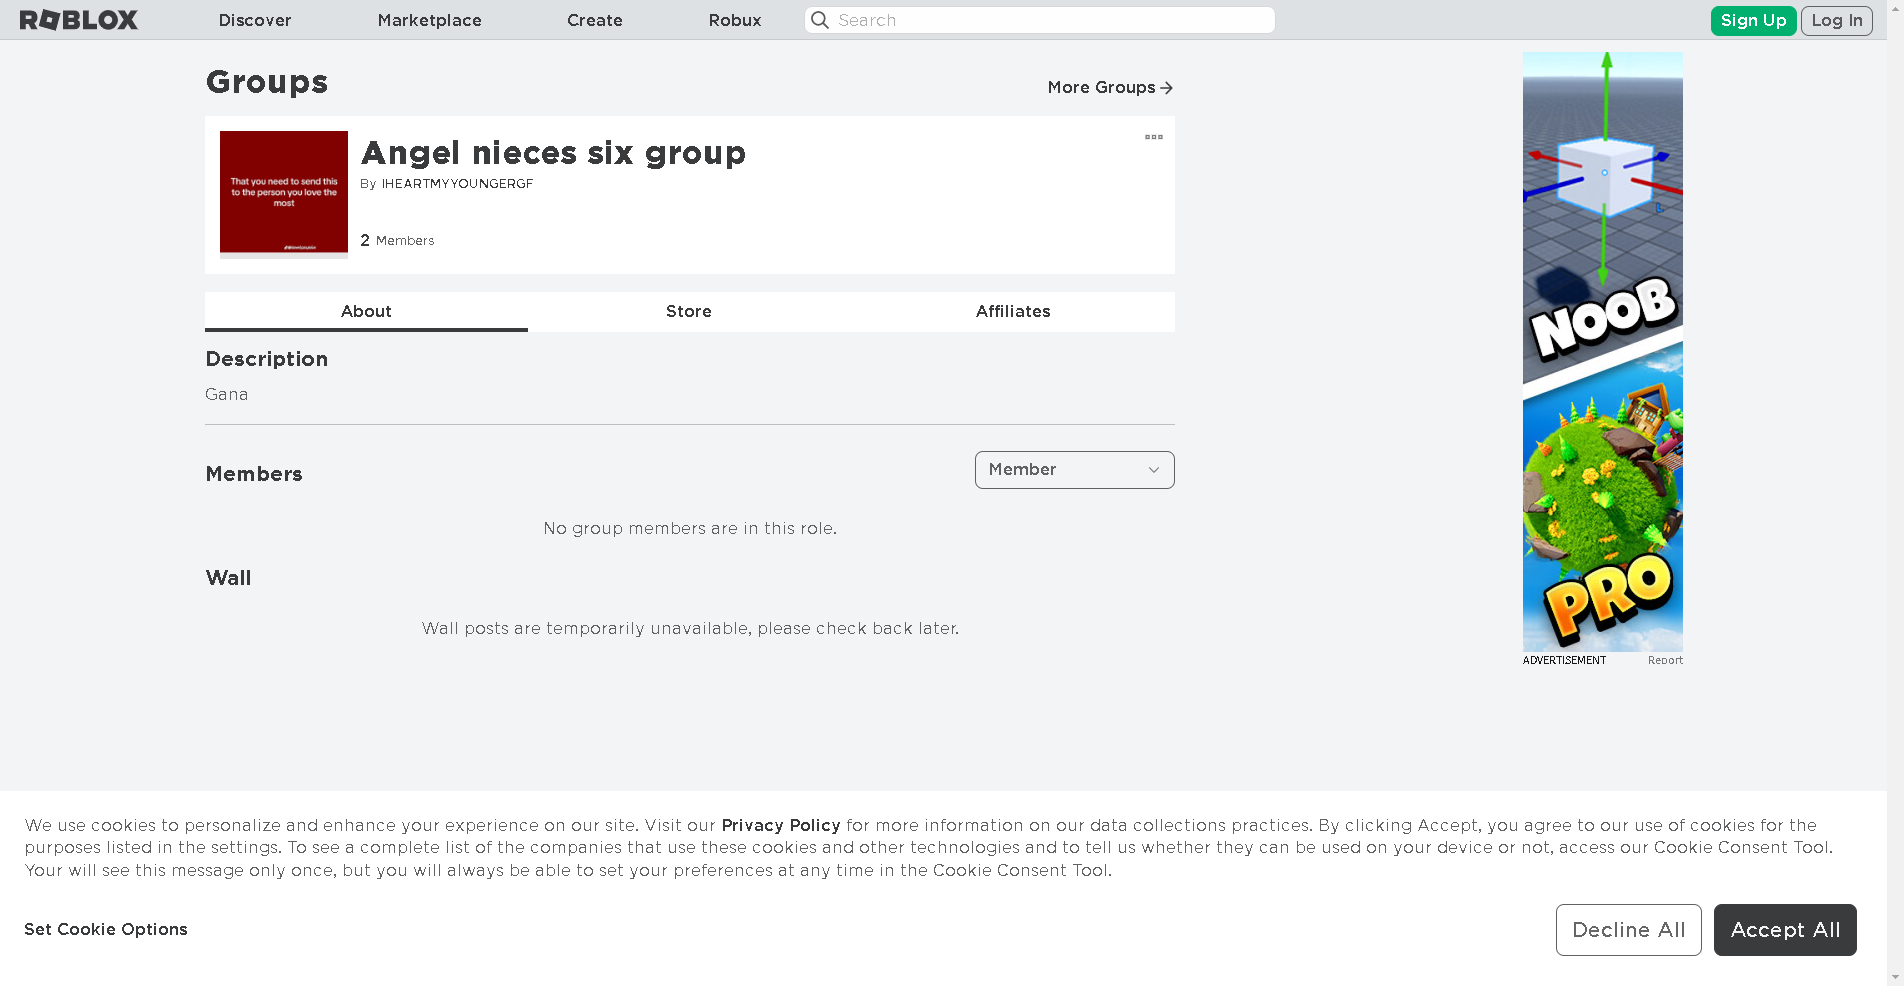 ROBLOX Discover Marketplace Create Robux Search Sign Up Log In
Groups
More Groups
That you need to send this
to the person you love the
most
Angel nieces six group
By IHEARTMYYOUNGERGF
2 Members
About Store Affiliates
Description
Gana
Members
Member
No group members are in this role.
Wall
Wall posts are temporarily unavailable, please check back later.
NOOB
PRO
ADVERTISEMENT Report
We use cookies to personalize and enhance your experience on our site. Visit our Privacy Policy for more information on our data collections practices. By clicking Accept, you agree to our use of cookies for the
purposes listed in the settings. To see a complete list of the companies that use these cookies and other technologies and to tell us whether they can be used on your device or not, access our Cookie Consent Tool.
Your will see this message only once, but you will always be able to set your preferences at any time in the Cookie Consent Tool.
Set Cookie Options
Decline All
Accept All